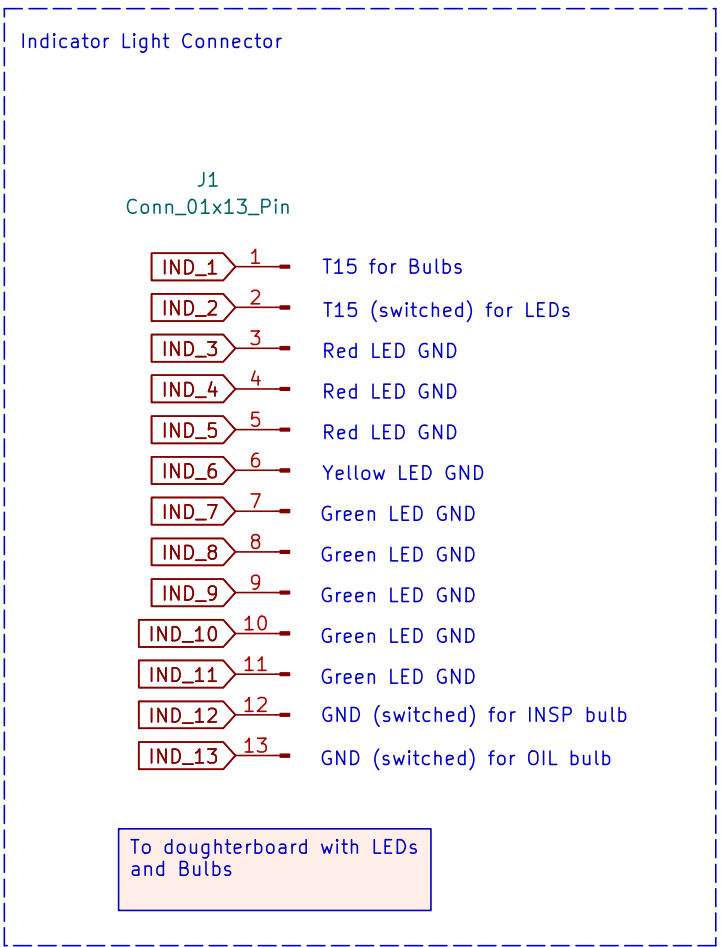 Indicator Light Connector
J1
Conn_01x13_Pin
IND_1 1 T15 for Bulbs
IND_2 2 T15 (switched) for LEDs
IND_3 3 Red LED GND
IND_4 4 Red LED GND
IND_5 5 Red LED GND
IND_6 6 Yellow LED GND
IND_7 7 Green LED GND
IND_8 8 Green LED GND
IND_9 9 Green LED GND
IND_10 10 Green LED GND
IND_11 11 Green LED GND
IND_12 12 GND (switched) for INSP bulb
IND_13 13 GND (switched) for OIL bulb
To doughterboard with LEDs
and Bulbs